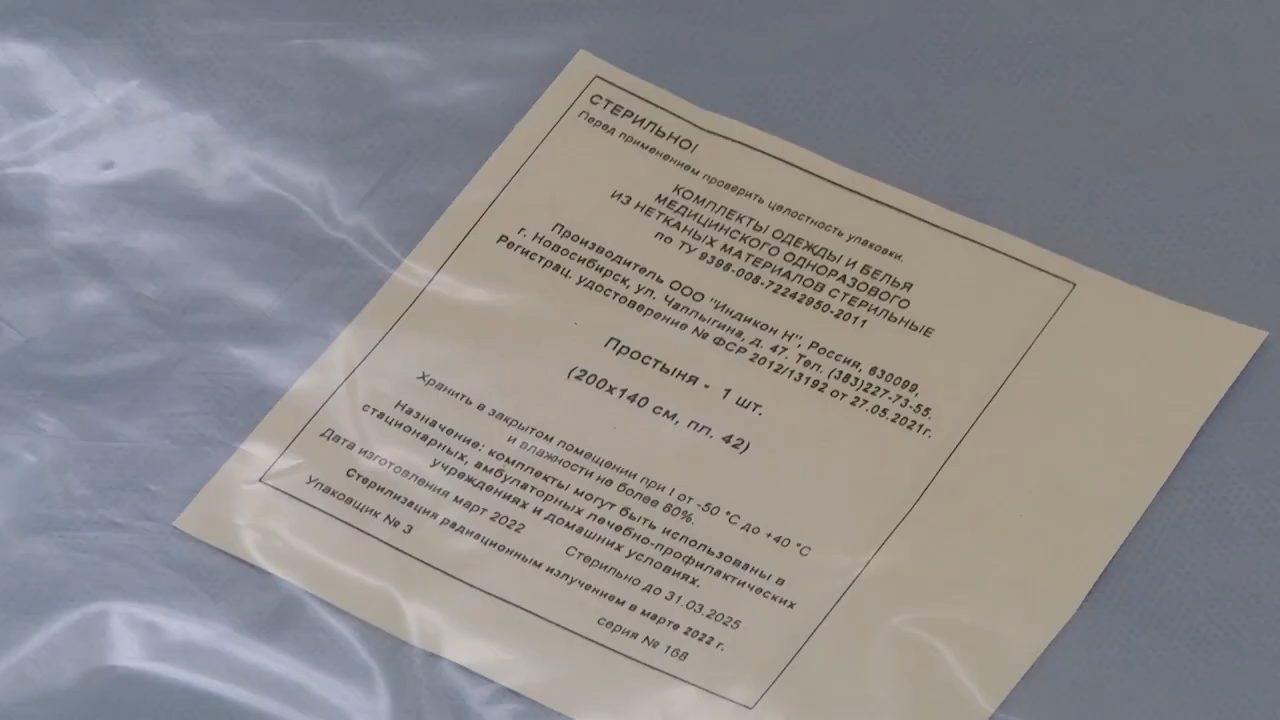 СТЕРИЛЬНО!
Перед применением проверить целостность упаковки.
КОМПЛЕКТЫ ОДЕЖДЫ И БЕЛЬЯ
МЕДИЦИНСКОГО ОДНОРАЗОВОГО
ИЗ НЕТКАНЫХ МАТЕРИАЛОВ СТЕРИЛЬНЫЕ
по ТУ 9398-008-72242950-2011
Производитель ООО "Индикон Н", Россия, 630099,
г. Новосибирск, ул. Чаплыгина, д. 47. Тел. (383)227-73-55.
Регистрац. удостоверение № ФСР 2012/13192 от 27.05.2021г.
Простыня - 1 шт.
(200х140 см, пл. 42)
Хранить в закрытом помещении при t от -50 °С до +40 °С
и влажности не более 80%.
Назначение: комплекты могут быть использованы в
стационарных, амбулаторных лечебно-профилактических
учреждениях и домашних условиях.
Дата изготовления март 2022 Стерильно до 31.03.2025
Стерилизация радиационным излучением в марте 2022 г.
Упаковщик № 3 серия № 168